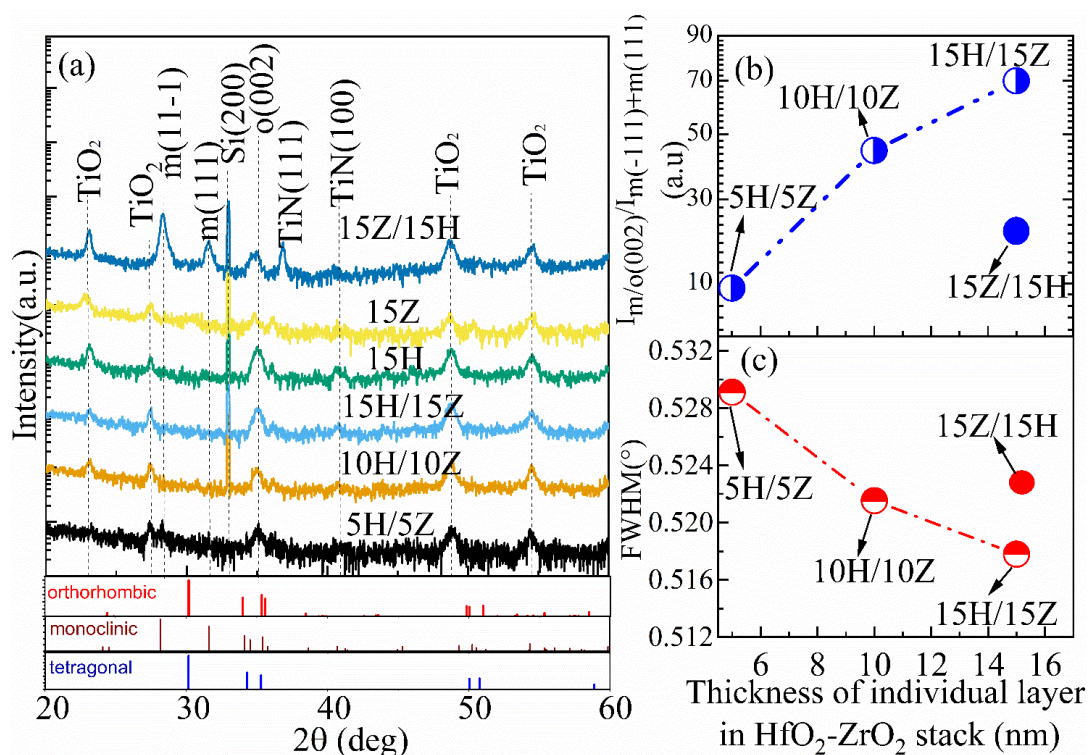 (a)
TiO₂
TiO₂
m(11-1)
m(111)
Si(200)
o(002)
TiN(111)
TiN(100)
TiO₂
TiO₂
15Z/15H
15Z
15H
15H/15Z
10H/10Z
5H/5Z
Intensity(a.u.)
orthorhombic
monoclinic
tetragonal
20 30 40 50 60
2θ (deg)
(b)
90
70
50
30
10
I_m/o(002)/I_m(-111)+m(111)
(a.u)
15H/15Z
10H/10Z
5H/5Z
15Z/15H
(c)
0.532
0.528
0.524
0.520
0.516
0.512
FWHM(°)
5H/5Z
15Z/15H
10H/10Z
15H/15Z
6 8 10 12 14 16
Thickness of individual layer
in HfO₂-ZrO₂ stack (nm)